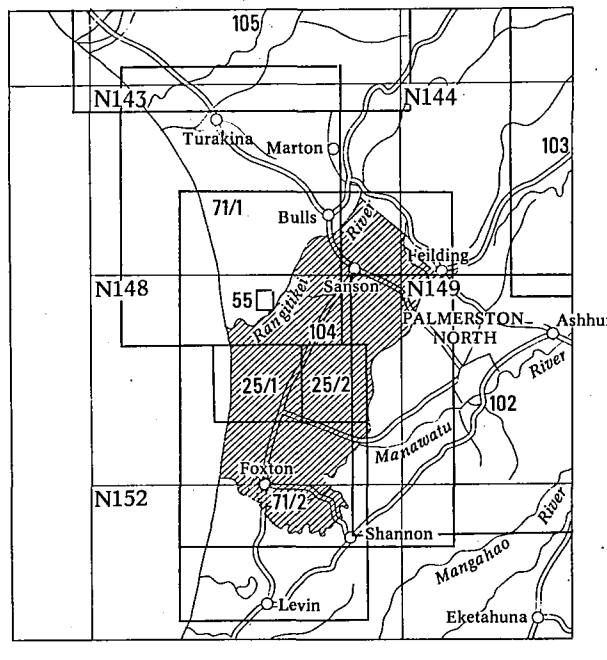 105
N143
N144
Turakina
Marton
103
71/1
Bulls
River
Feilding
N148
Sanson
N149
55
Rangitikei
104
PALMERSTON
NORTH
Ashhur
River
25/1
25/2
102
Manawatu
Foxton
N152
71/2
Shannon
River
Mangahao
Levin
Eketahuna